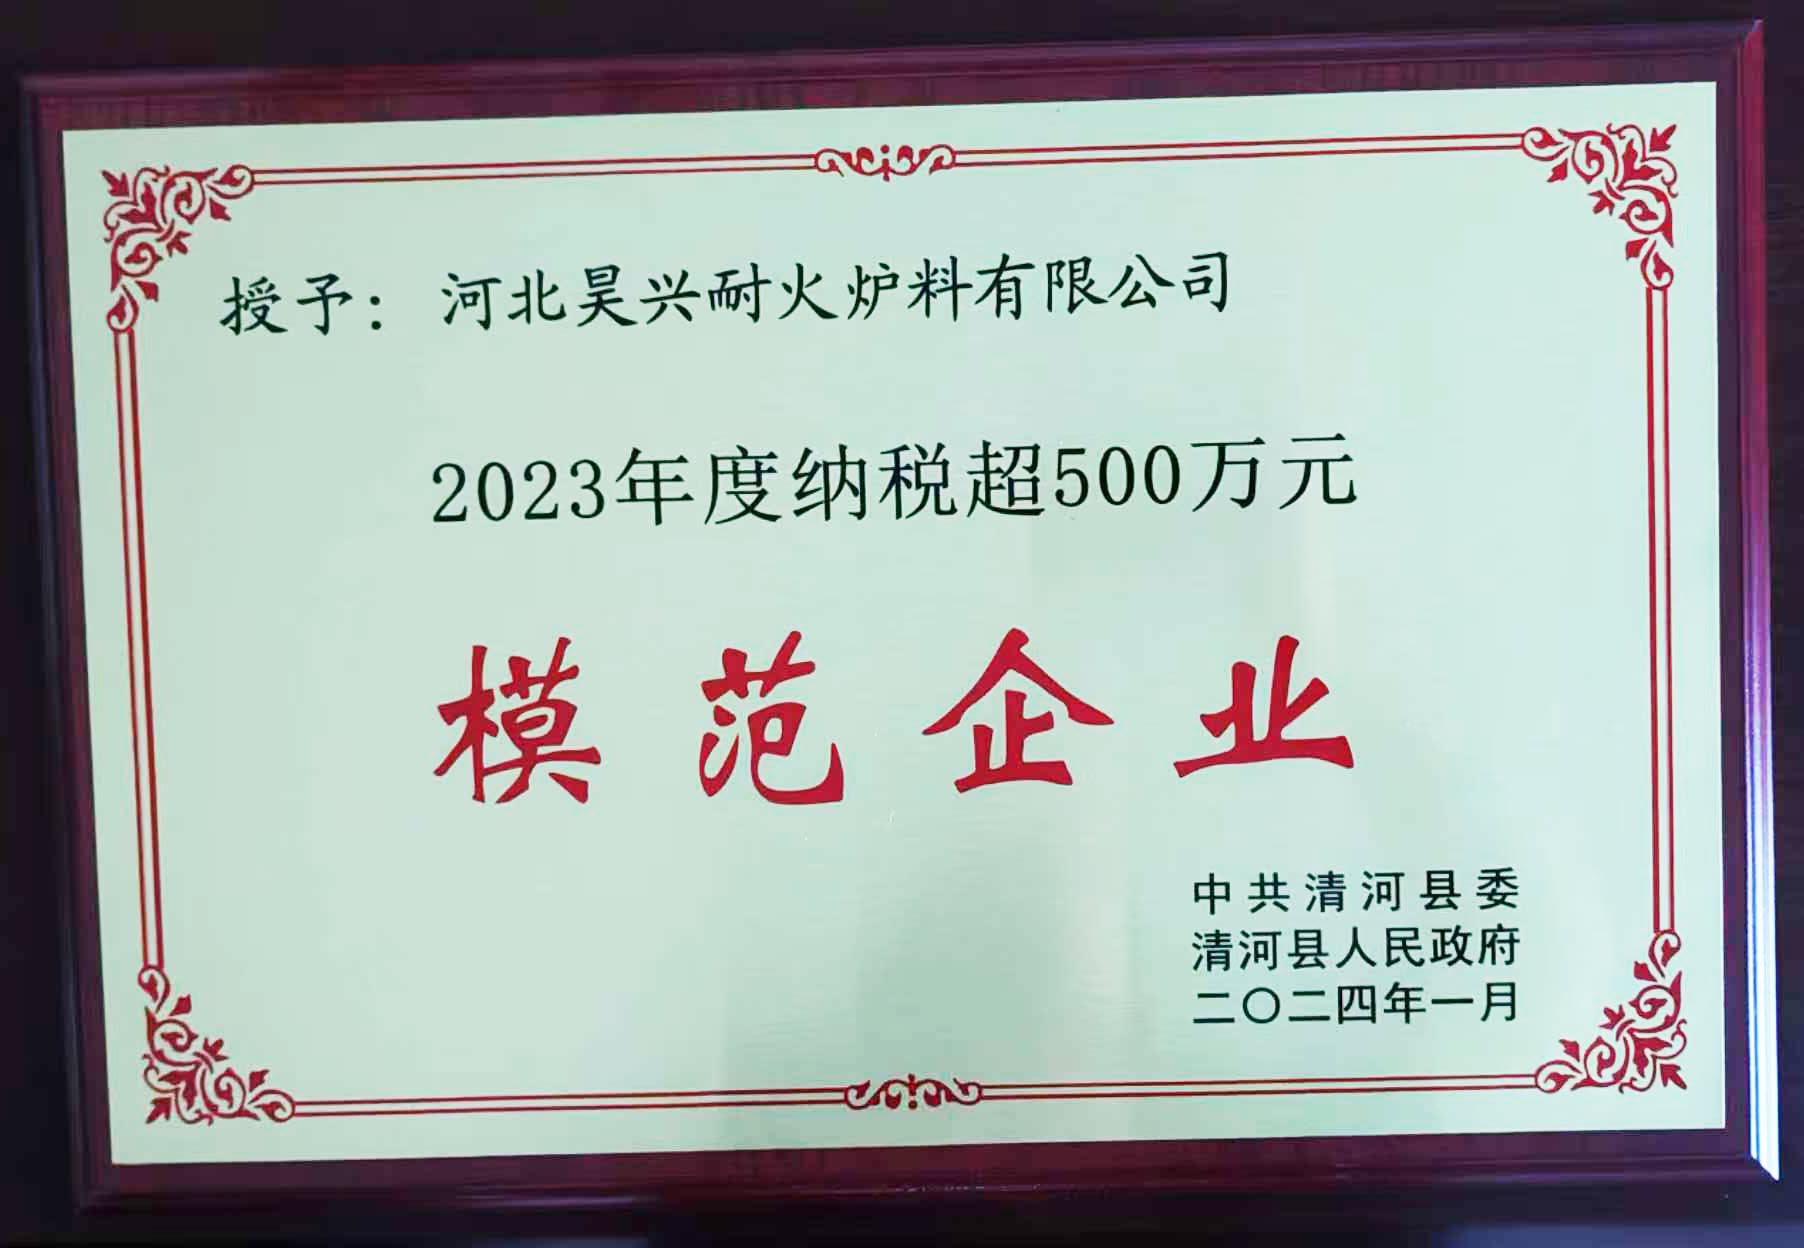 授予：河北昊兴耐火炉料有限公司
2023年度纳税超500万元
模范企业
中共清河县委
清河县人民政府
二〇二四年一月